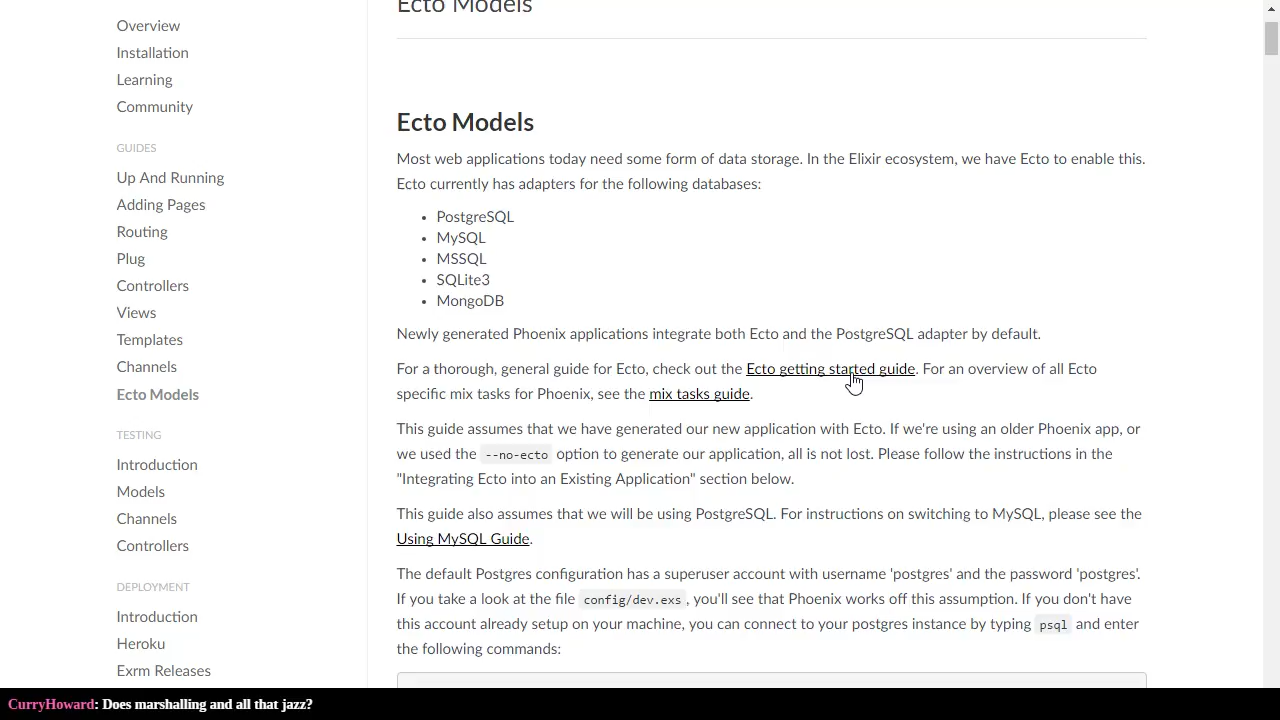 Ecto Models
Overview
Installation
Learning
Community
GUIDES
Up And Running
Adding Pages
Routing
Plug
Controllers
Views
Templates
Channels
Ecto Models
TESTING
Introduction
Models
Channels
Controllers
DEPLOYMENT
Introduction
Heroku
Exrm Releases
Ecto Models
Most web applications today need some form of data storage. In the Elixir ecosystem, we have Ecto to enable this.
Ecto currently has adapters for the following databases:
• PostgreSQL
• MySQL
• MSSQL
• SQLite3
• MongoDB
Newly generated Phoenix applications integrate both Ecto and the PostgreSQL adapter by default.
For a thorough, general guide for Ecto, check out the Ecto getting started guide. For an overview of all Ecto
specific mix tasks for Phoenix, see the mix tasks guide.
This guide assumes that we have generated our new application with Ecto. If we're using an older Phoenix app, or
we used the --no-ecto option to generate our application, all is not lost. Please follow the instructions in the
"Integrating Ecto into an Existing Application" section below.
This guide also assumes that we will be using PostgreSQL. For instructions on switching to MySQL, please see the
Using MySQL Guide.
The default Postgres configuration has a superuser account with username 'postgres' and the password 'postgres'.
If you take a look at the file config/dev.exs, you'll see that Phoenix works off this assumption. If you don't have
this account already setup on your machine, you can connect to your postgres instance by typing psql and enter
the following commands:
CurryHoward: Does marshalling and all that jazz?